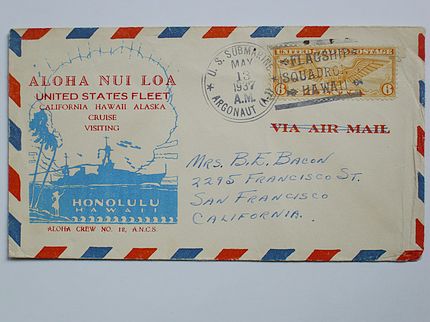 ALOHA NUI LOA
UNITED STATES FLEET
CALIFORNIA HAWAII ALASKA
CRUISE
VISITING
HONOLULU
HAWAII
ALOHA CREW NO. 12, A.N.C.S.
U. S. SUBMARINE
MAY
13
1937
A.M.
ARGONAUT
FLAGSHIP
SQUADRON
HAWAII
UNITED STATES POSTAGE
6 6
VIA AIR MAIL
MRS. B.E. BACON
2295 FRANCISCO ST.
SAN FRANCISCO
CALIFORNIA.